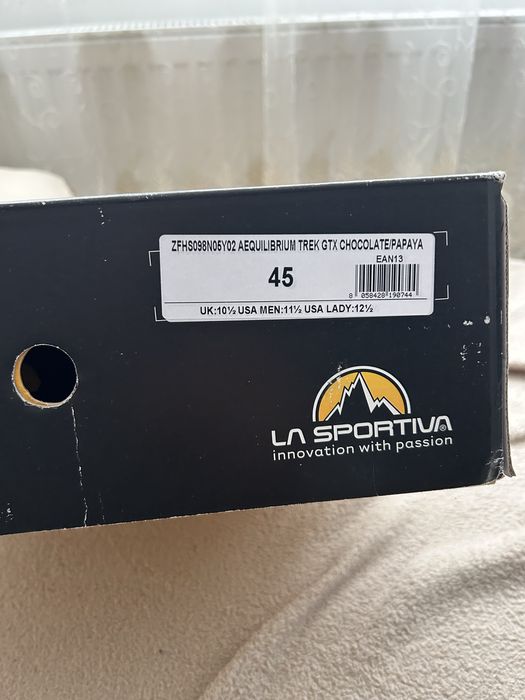 ZFHS098N05Y02 AEQUILIBRIUM TREK GTX CHOCOLATE/PAPAYA
EAN13
45
8 058428 190744
UK:10½ USA MEN:11½ USA LADY:12½
LA SPORTIVA®
innovation with passion